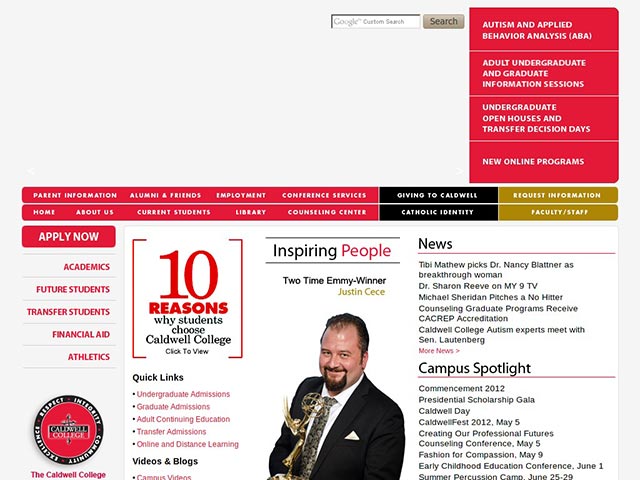 Google™ Custom Search
Search
AUTISM AND APPLIED
BEHAVIOR ANALYSIS (ABA)
ADULT UNDERGRADUATE
AND GRADUATE
INFORMATION SESSIONS
UNDERGRADUATE
OPEN HOUSES AND
TRANSFER DECISION DAYS
NEW ONLINE PROGRAMS
< >
PARENT INFORMATION ALUMNI & FRIENDS EMPLOYMENT CONFERENCE SERVICES GIVING TO CALDWELL REQUEST INFORMATION
HOME ABOUT US CURRENT STUDENTS LIBRARY COUNSELING CENTER CATHOLIC IDENTITY FACULTY/STAFF
APPLY NOW
ACADEMICS
FUTURE STUDENTS
TRANSFER STUDENTS
FINANCIAL AID
ATHLETICS
RESPECT · INTEGRITY
CALDWELL
COLLEGE
EXCELLENCE COMMUNITY
The Caldwell College
10
REASONS
why students
choose
Caldwell College
Click To View
Quick Links
• Undergraduate Admissions
• Graduate Admissions
• Adult Continuing Education
• Transfer Admissions
• Online and Distance Learning
Videos & Blogs
• Campus Videos
Inspiring People
Two Time Emmy-Winner
Justin Cece
News
Tibi Mathew picks Dr. Nancy Blattner as
breakthrough woman
Dr. Sharon Reeve on MY 9 TV
Michael Sheridan Pitches a No Hitter
Counseling Graduate Programs Receive
CACREP Accreditation
Caldwell College Autism experts meet with
Sen. Lautenberg
More News >
Campus Spotlight
Commencement 2012
Presidential Scholarship Gala
Caldwell Day
CaldwellFest 2012, May 5
Creating Our Professional Futures
Counseling Conference, May 5
Fashion for Compassion, May 9
Early Childhood Education Conference, June 1
Summer Percussion Camp, June 25-29